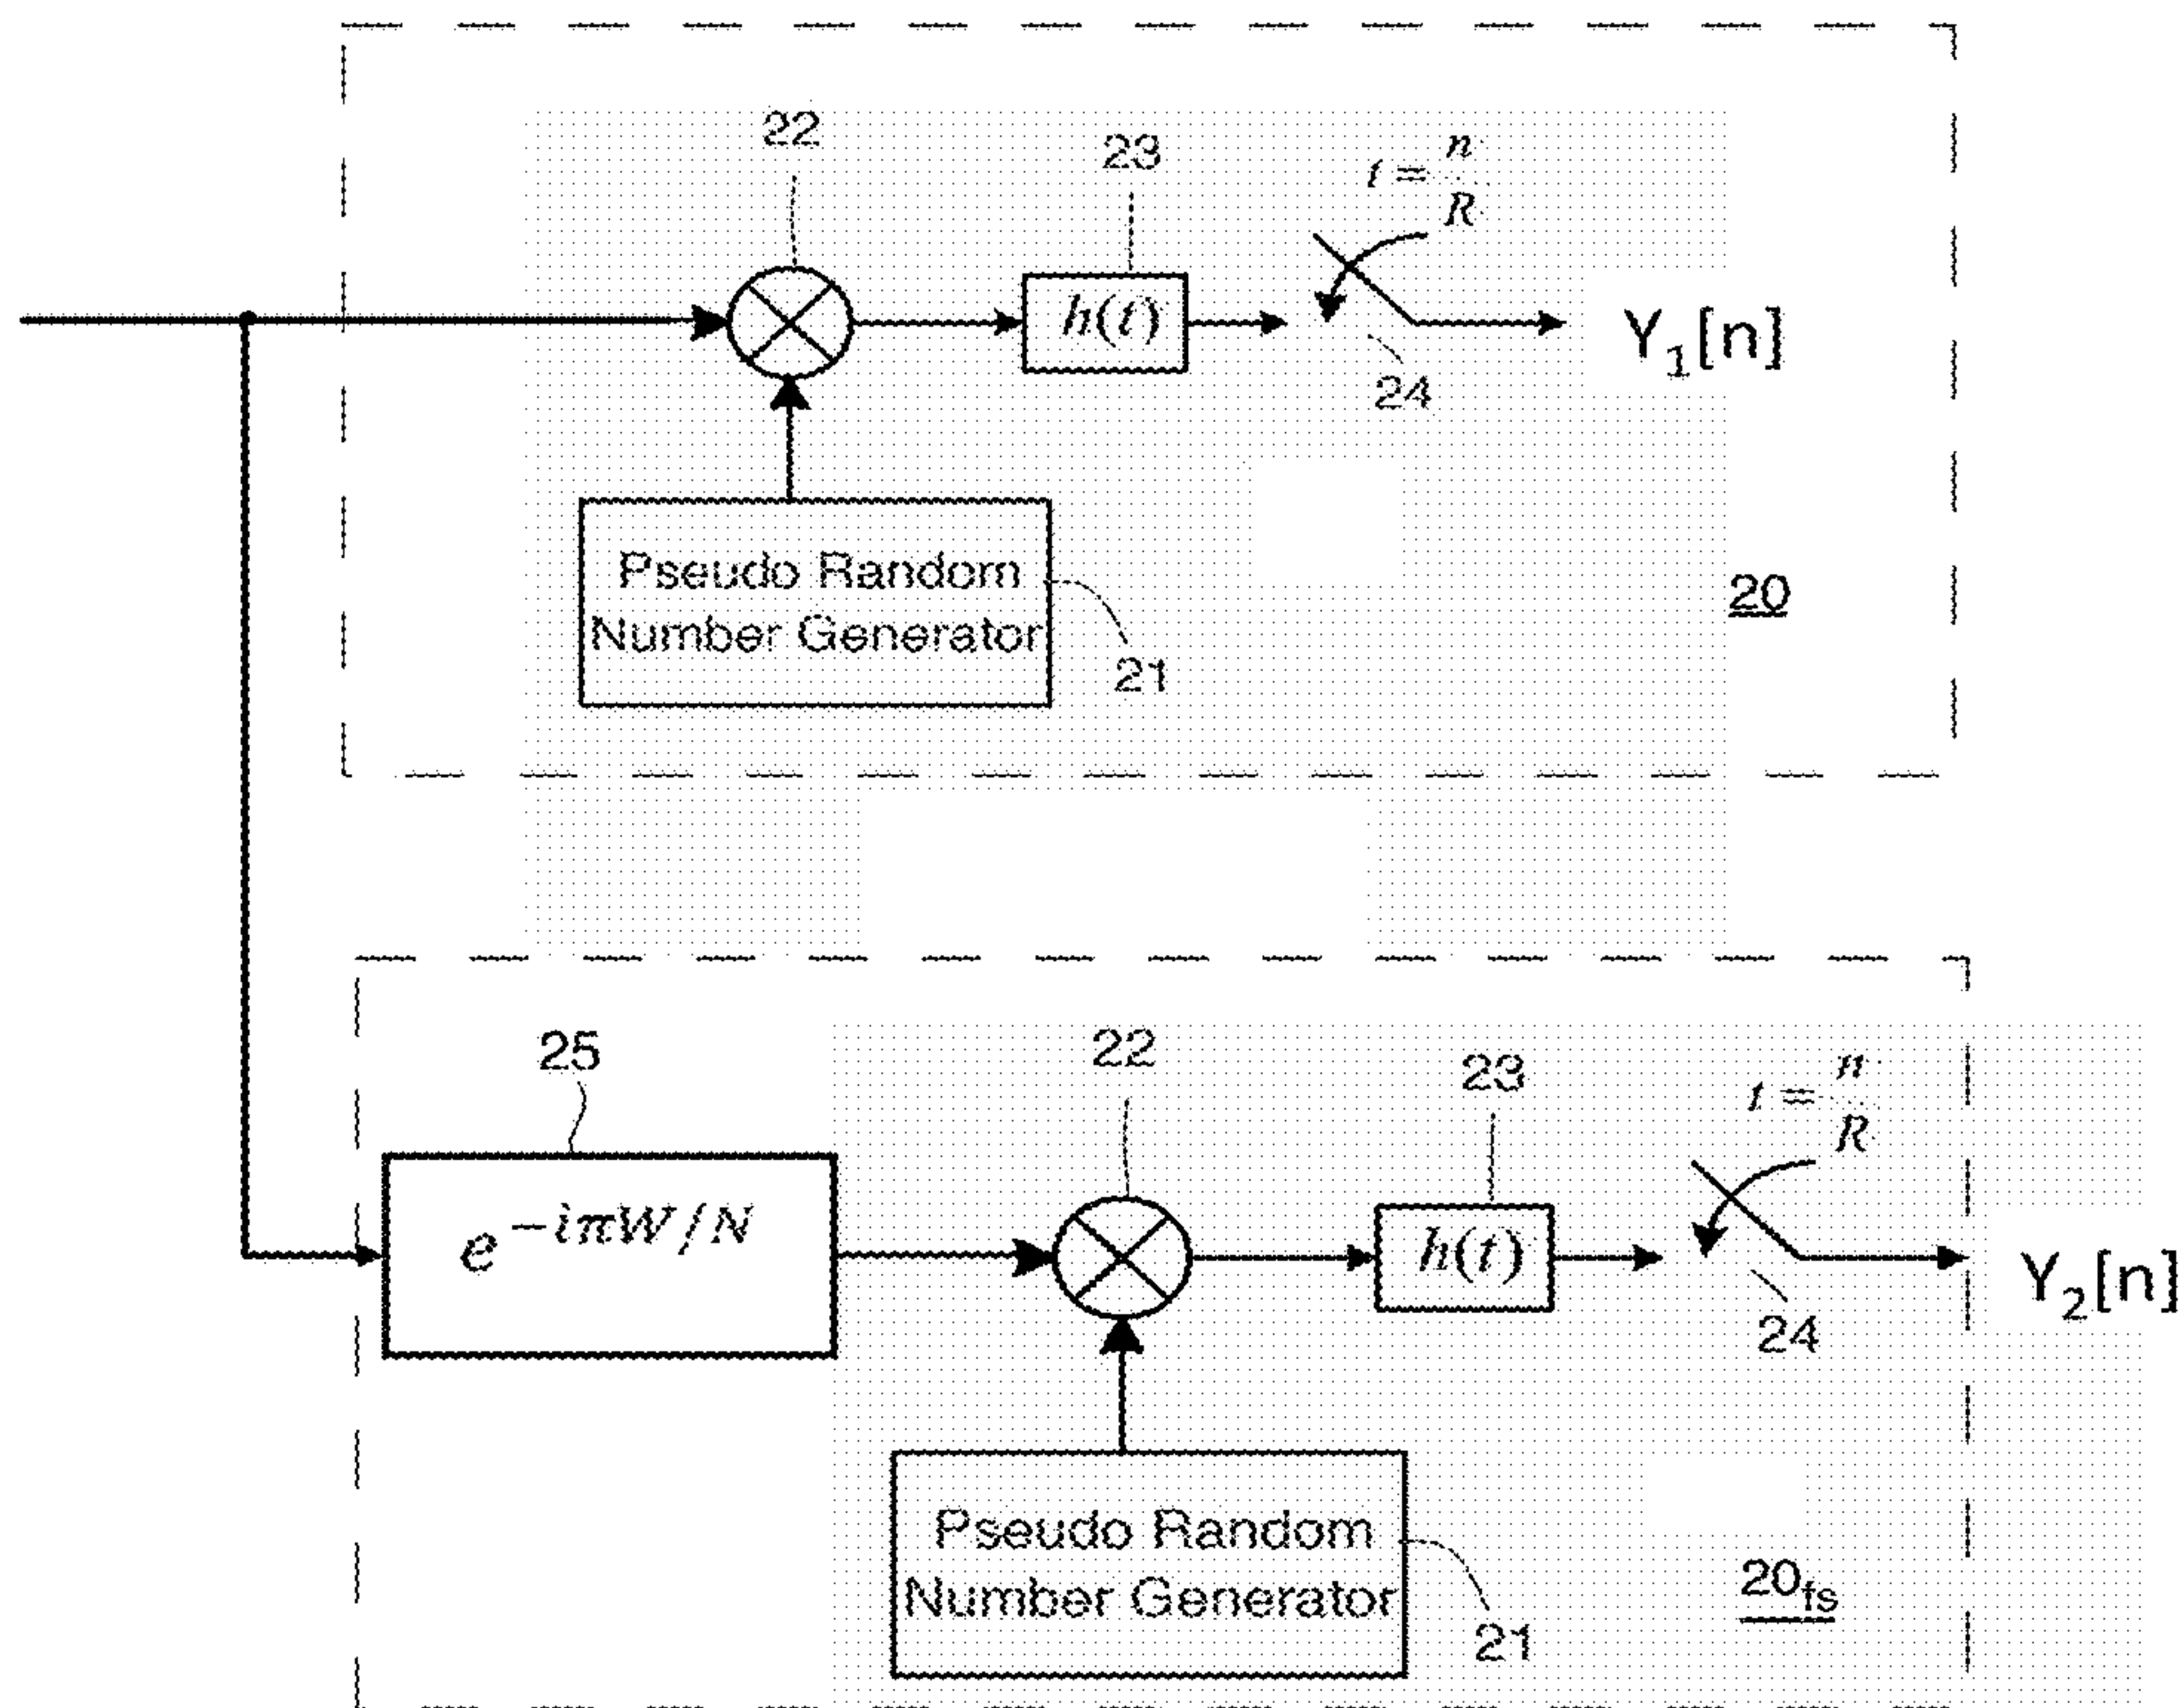 22
23
t = n/R
h(t)
Y₁[n]
24
Pseudo Random
Number Generator
21
20
25
22
23
t = n/R
e^{-iπW/N}
h(t)
Y₂[n]
24
Pseudo Random
Number Generator
21
20fs